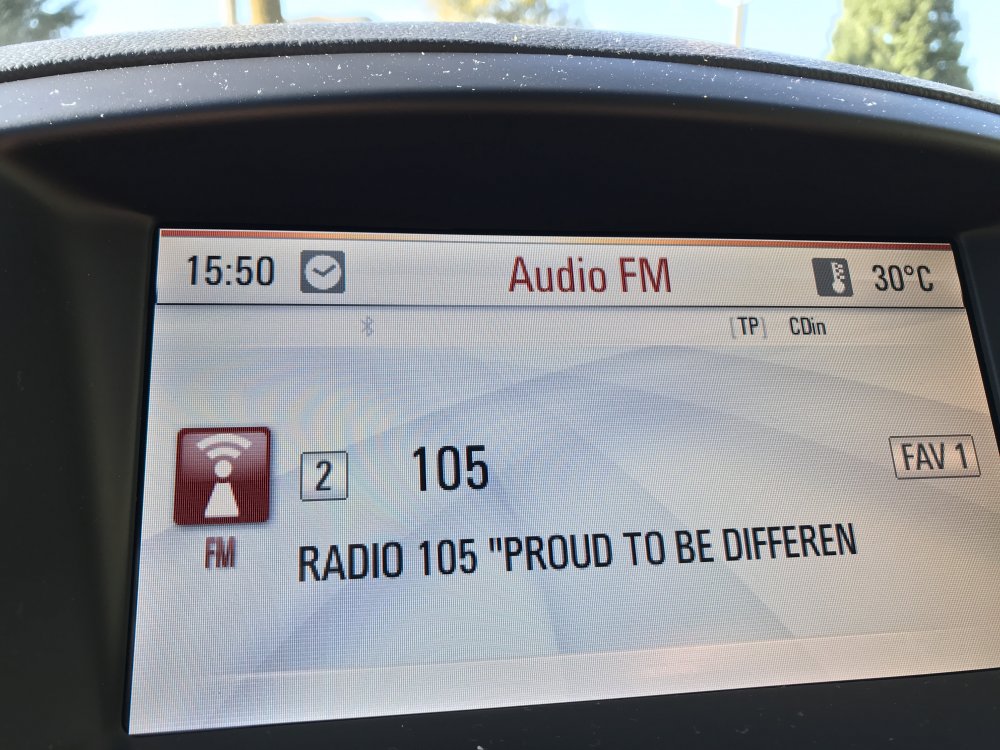 15:50 Audio FM 30°C
[TP] CDin
2 105 FAV 1
FM
RADIO 105 "PROUD TO BE DIFFEREN